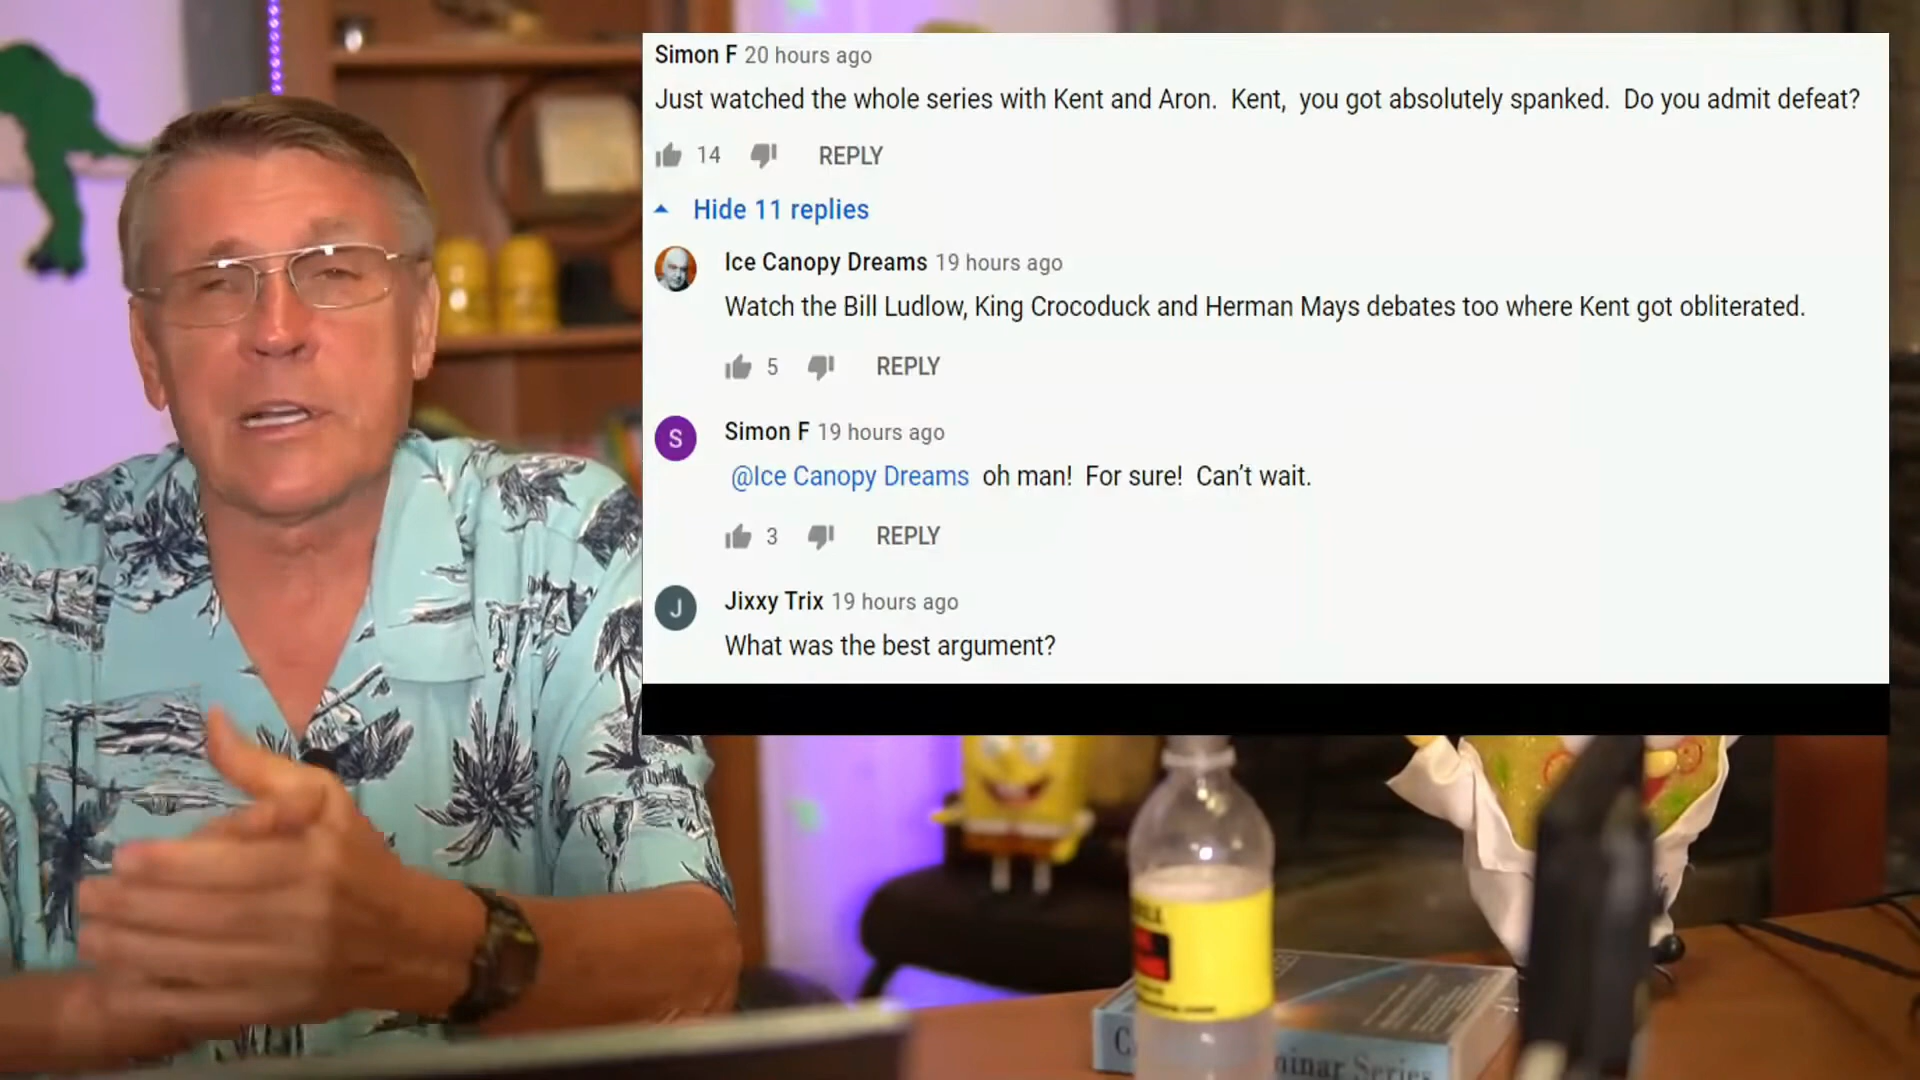 Simon F 20 hours ago
Just watched the whole series with Kent and Aron. Kent, you got absolutely spanked. Do you admit defeat?
14 REPLY
Hide 11 replies
Ice Canopy Dreams 19 hours ago
Watch the Bill Ludlow, King Crocoduck and Herman Mays debates too where Kent got obliterated.
5 REPLY
S
Simon F 19 hours ago
@Ice Canopy Dreams oh man! For sure! Can't wait.
3 REPLY
J
Jixxy Trix 19 hours ago
What was the best argument?
Series